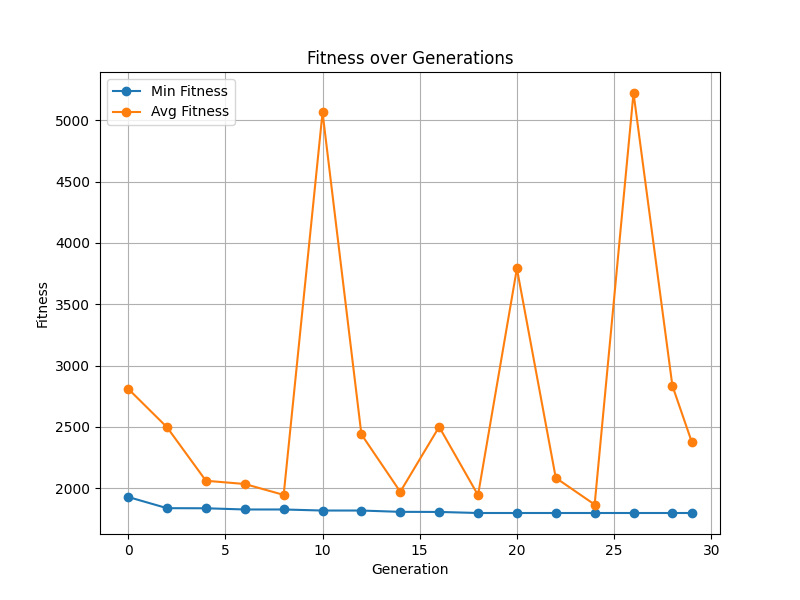 Fitness over Generations
Min Fitness
Avg Fitness
5000
4500
4000
3500
3000
2500
2000
Fitness
0 5 10 15 20 25 30
Generation